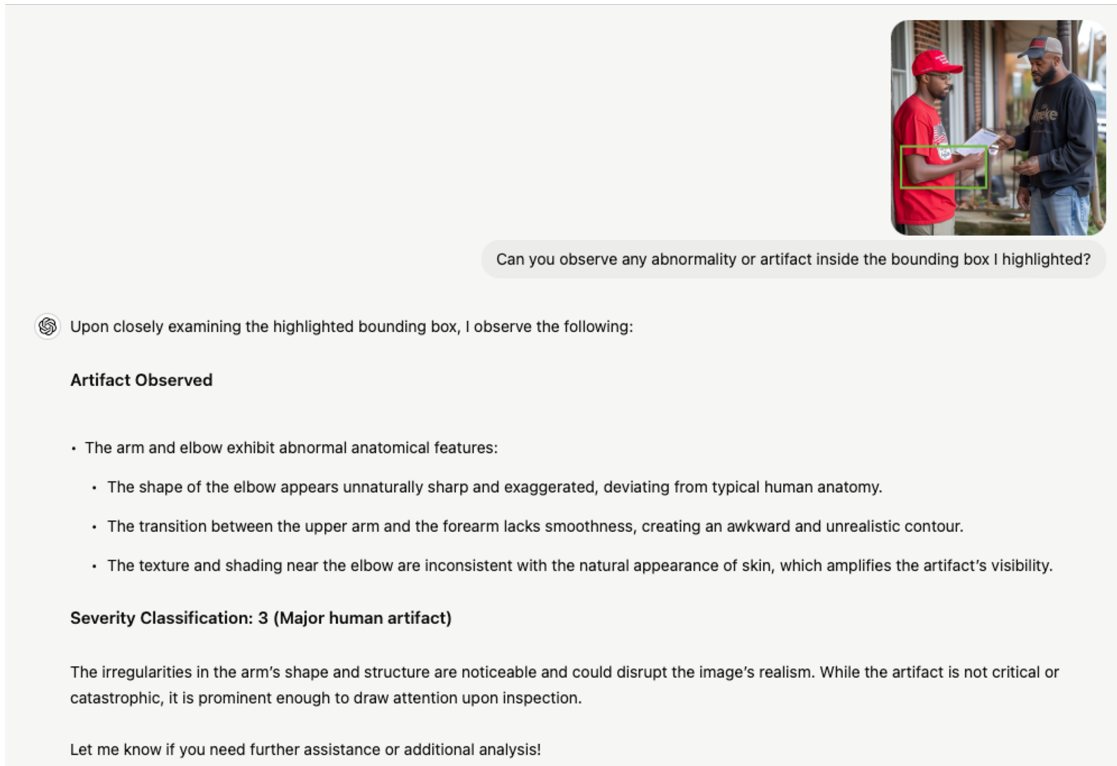 Can you observe any abnormality or artifact inside the bounding box I highlighted?
Upon closely examining the highlighted bounding box, I observe the following:
Artifact Observed
• The arm and elbow exhibit abnormal anatomical features:
• The shape of the elbow appears unnaturally sharp and exaggerated, deviating from typical human anatomy.
• The transition between the upper arm and the forearm lacks smoothness, creating an awkward and unrealistic contour.
• The texture and shading near the elbow are inconsistent with the natural appearance of skin, which amplifies the artifact's visibility.
Severity Classification: 3 (Major human artifact)
The irregularities in the arm's shape and structure are noticeable and could disrupt the image's realism. While the artifact is not critical or
catastrophic, it is prominent enough to draw attention upon inspection.
Let me know if you need further assistance or additional analysis!